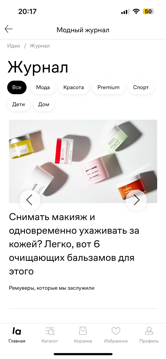 20:17
Модный журнал
Идеи / Журнал
Журнал
Все Мода Красота Premium Спорт
Дети Дом
Снимать макияж и
одновременно ухаживать за
кожей? Легко, вот 6
очищающих бальзамов для
этого
Ремуверы, которые мы заслужили
la
Главная Каталог Корзина Избранное Профиль